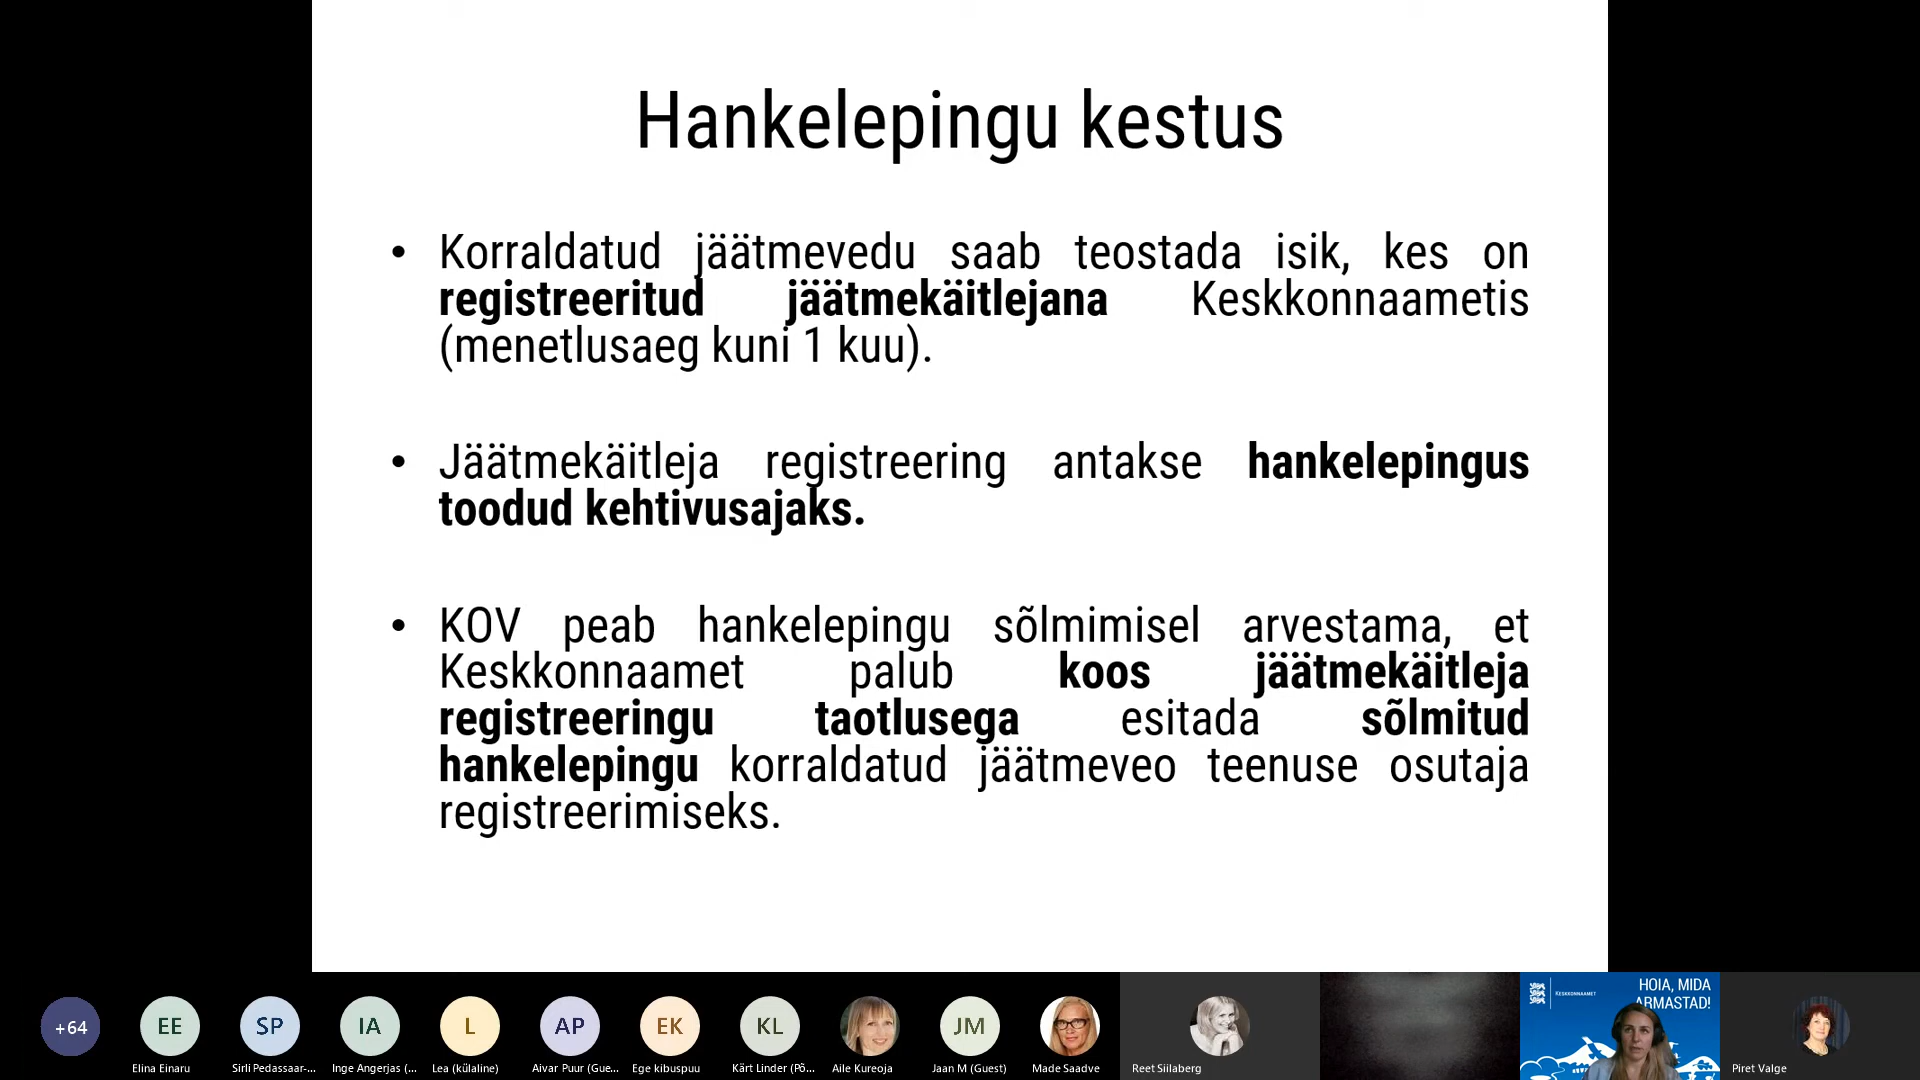 Hankelepingu kestus
• Korraldatud jäätmevedu saab teostada isik, kes on
registreeritud jäätmekäitlejana Keskkonnaametis
(menetlusaeg kuni 1 kuu).
• Jäätmekäitleja registreering antakse hankelepingus
toodud kehtivusajaks.
• KOV peab hankelepingu sõlmimisel arvestama, et
Keskkonnaamet palub koos jäätmekäitleja
registreeringu taotlusega esitada sõlmitud
hankelepingu korraldatud jäätmeveo teenuse osutaja
registreerimiseks.
+64
EE
SP
IA
L
AP
EK
KL
JM
KESKKONNAAMET
HOIA, MIDA
ARMASTAD!
Elina Einaru
Sirli Pedassaar-...
Inge Angerjas (...
Lea (külaline)
Aivar Puur (Gue...
Ege kibuspuu
Kärt Linder (Põ...
Aile Kureoja
Jaan M (Guest)
Made Saadve
Reet Siilaberg
Piret Valge